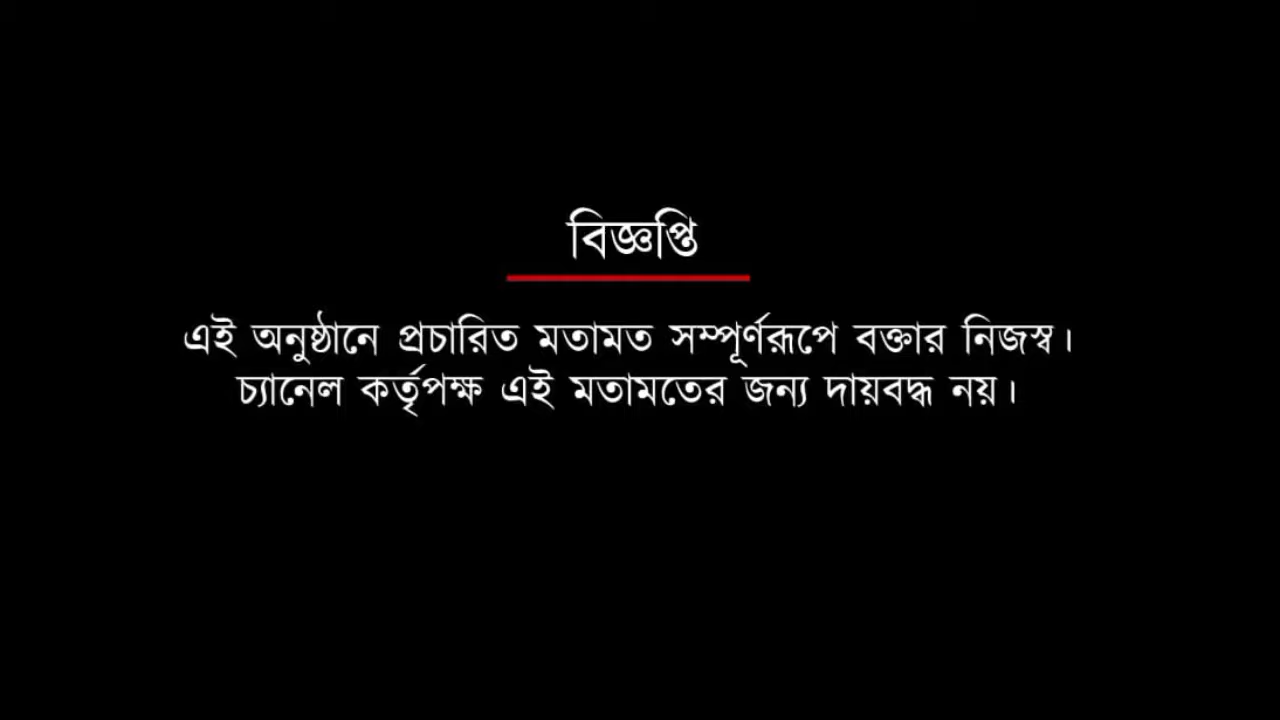 বিজ্ঞপ্তি
এই অনুষ্ঠানে প্রচারিত মতামত সম্পূর্ণরূপে বক্তার নিজস্ব।
চ্যানেল কর্তৃপক্ষ এই মতামতের জন্য দায়বদ্ধ নয়।